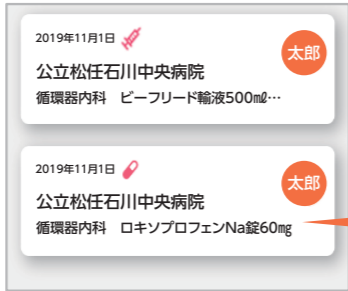 2019年11月1日
太郎
公立松任石川中央病院
循環器内科 ビーフリード輸液500㎖…
2019年11月1日
太郎
公立松任石川中央病院
循環器内科 ロキソプロフェンNa錠60㎎